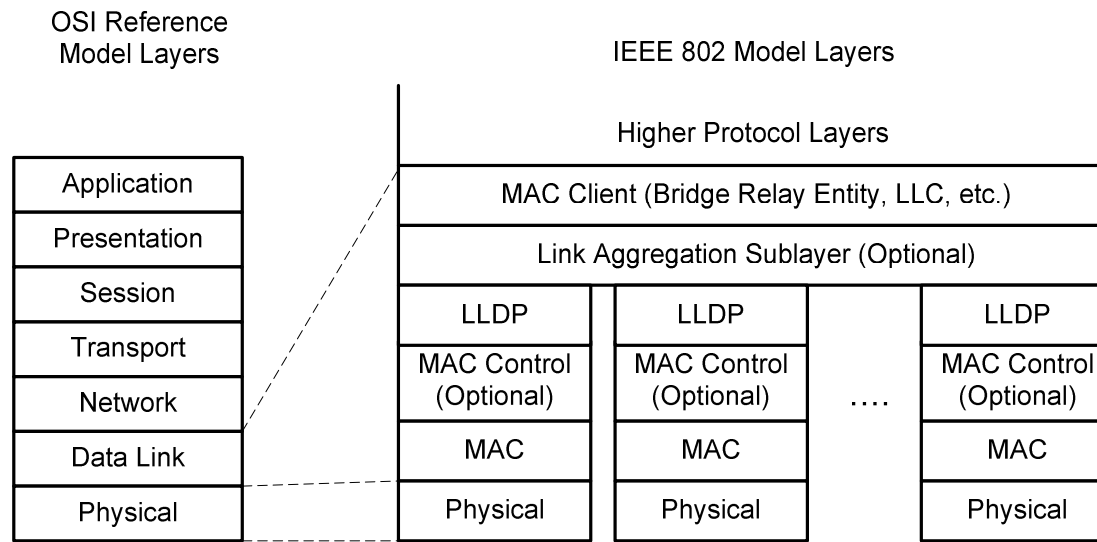 OSI Reference
Model Layers
Application
Presentation
Session
Transport
Network
Data Link
Physical
IEEE 802 Model Layers
Higher Protocol Layers
MAC Client (Bridge Relay Entity, LLC, etc.)
Link Aggregation Sublayer (Optional)
LLDP
MAC Control
(Optional)
MAC
Physical
LLDP
MAC Control
(Optional)
MAC
Physical
....
LLDP
MAC Control
(Optional)
MAC
Physical